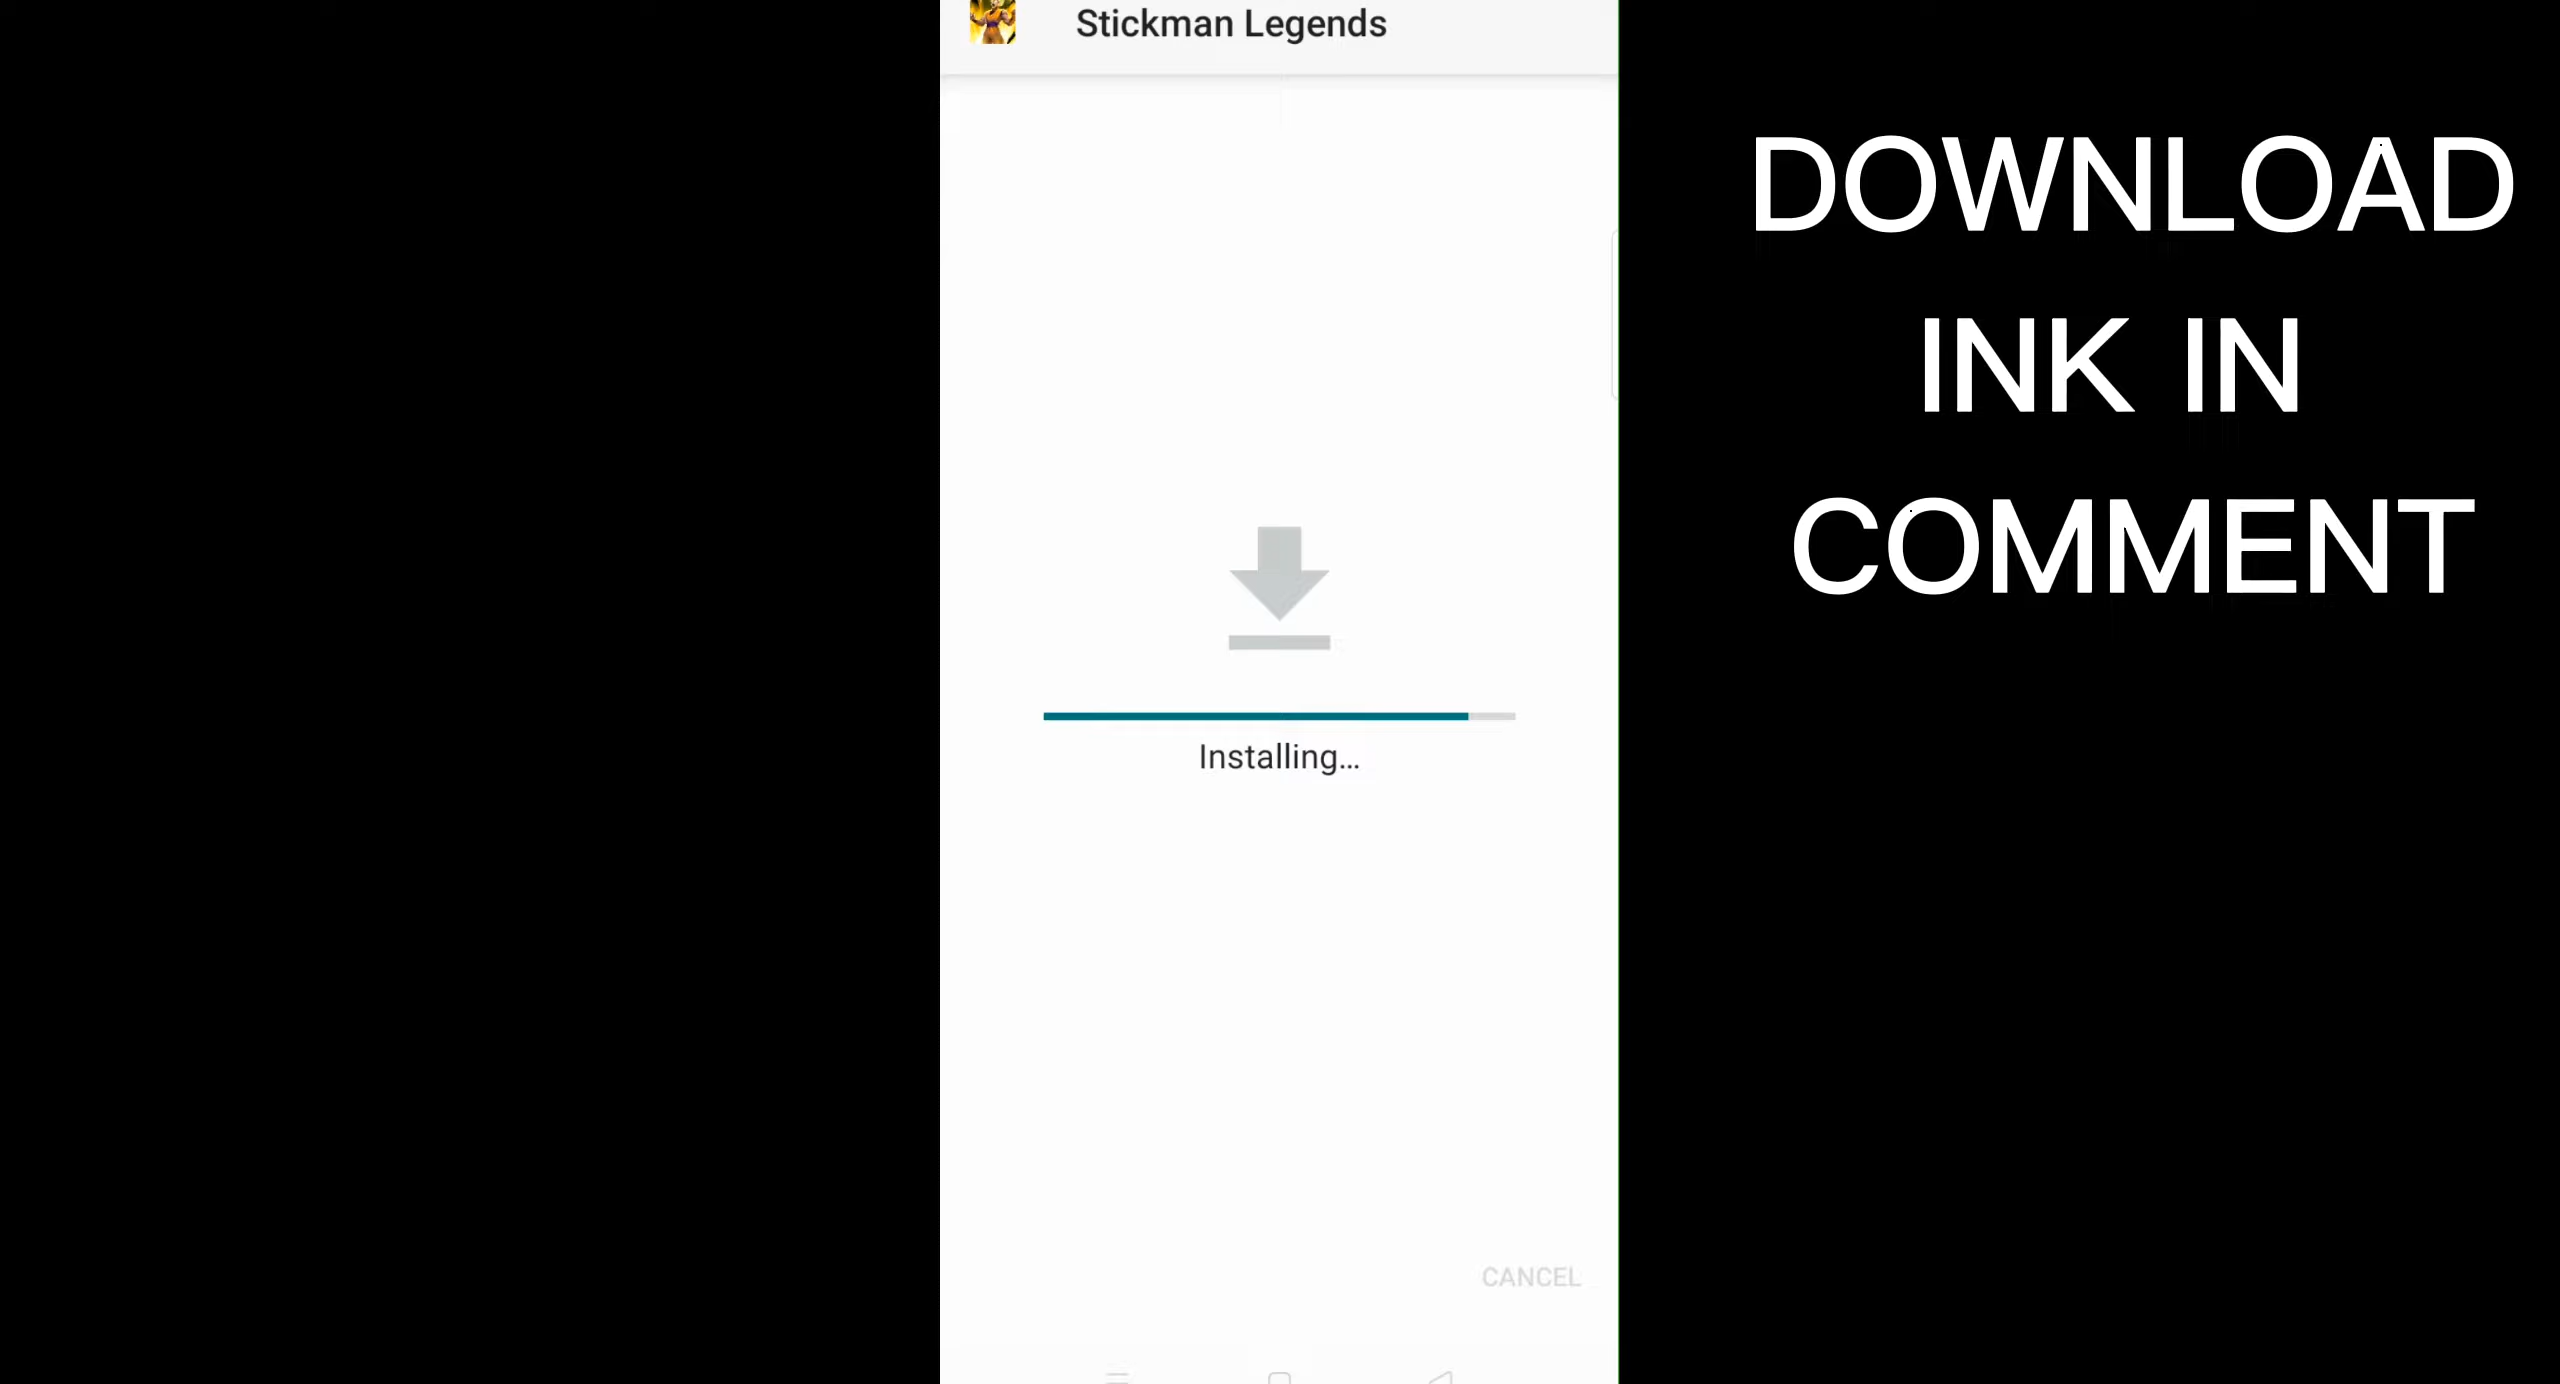 Stickman Legends
Installing...
CANCEL
DOWNLOAD
INK IN
COMMENT